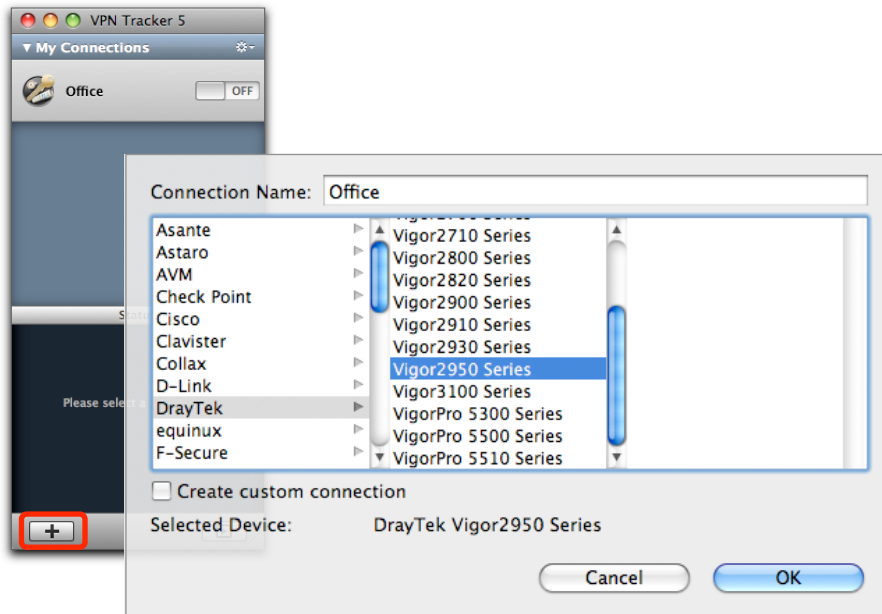 VPN Tracker 5
My Connections
Office
OFF
Connection Name: Office
Asante
Astaro
AVM
Check Point
Cisco
Clavister
Collax
D-Link
DrayTek
equinux
F-Secure
Vigor2710 Series
Vigor2800 Series
Vigor2820 Series
Vigor2900 Series
Vigor2910 Series
Vigor2930 Series
Vigor2950 Series
Vigor3100 Series
VigorPro 5300 Series
VigorPro 5500 Series
VigorPro 5510 Series
Please
Create custom connection
Selected Device: DrayTek Vigor2950 Series
Cancel
OK